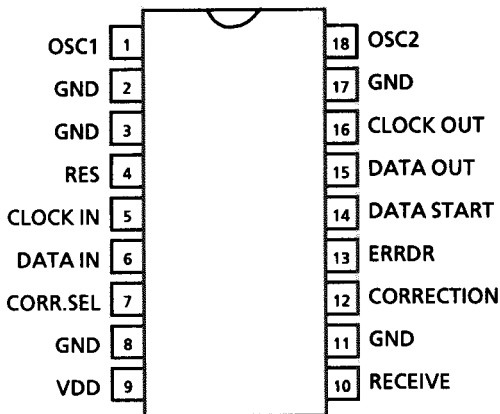 OSC1 1 18 OSC2
GND 2 17 GND
GND 3 16 CLOCK OUT
RES 4 15 DATA OUT
CLOCK IN 5 14 DATA START
DATA IN 6 13 ERRDR
CORR.SEL 7 12 CORRECTION
GND 8 11 GND
VDD 9 10 RECEIVE